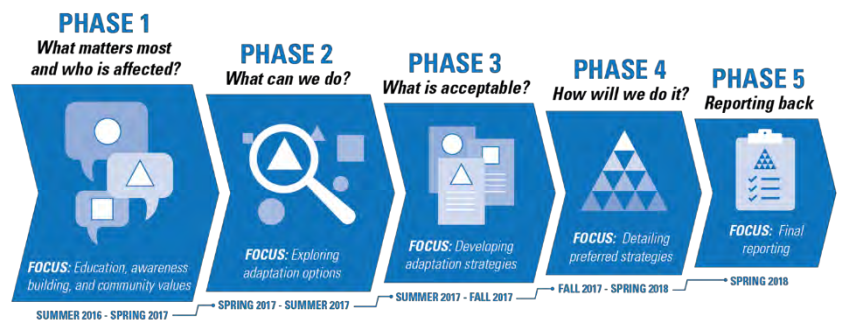 PHASE 1
What matters most
and who is affected?
FOCUS: Education, awareness
building, and community values
SUMMER 2016 - SPRING 2017
PHASE 2
What can we do?
FOCUS: Exploring
adaptation options
SPRING 2017 - SUMMER 2017
PHASE 3
What is acceptable?
FOCUS: Developing
adaptation strategies
SUMMER 2017 - FALL 2017
PHASE 4
How will we do it?
FOCUS: Detailing
preferred strategies
FALL 2017 - SPRING 2018
PHASE 5
Reporting back
FOCUS: Final
reporting
SPRING 2018